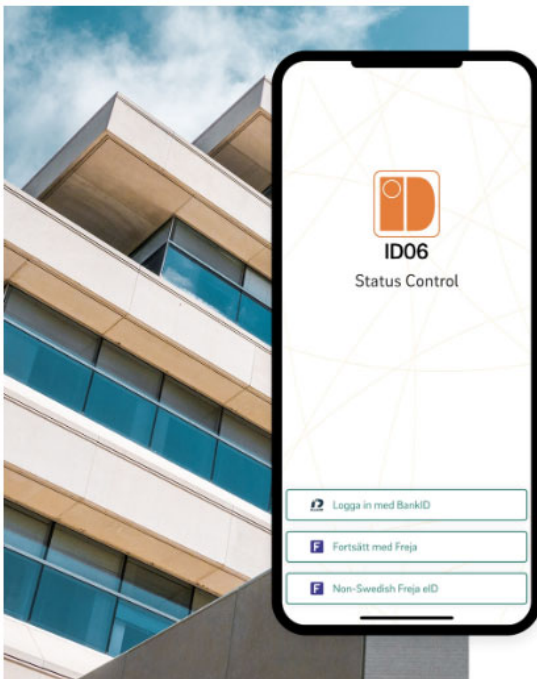 ID06
Status Control
Logga in med BankID
Fortsätt med Freja
Non-Swedish Freja eID